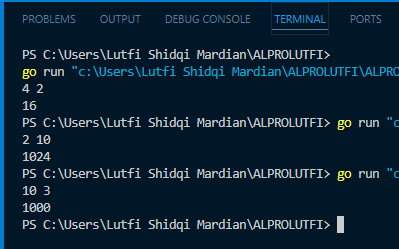 PROBLEMS OUTPUT DEBUG CONSOLE TERMINAL PORTS
PS C:\Users\Lutfi Shidqi Mardian\ALPROLUTFI>
go run "c:\Users\Lutfi Shidqi Mardian\ALPROLUTFI\ALPRO
4 2
16
PS C:\Users\Lutfi Shidqi Mardian\ALPROLUTFI> go run "c
2 10
1024
PS C:\Users\Lutfi Shidqi Mardian\ALPROLUTFI> go run "c
10 3
1000
PS C:\Users\Lutfi Shidqi Mardian\ALPROLUTFI>